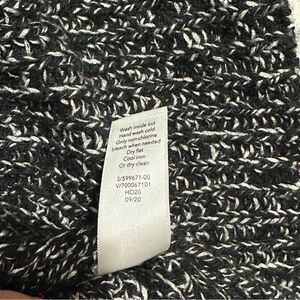 Wash inside out
Hand wash cold
Only non-chlorine
bleach when needed
Dry flat
Cool iron
Or dry clean
S/599671-00
V/700067101
HO20
09/20